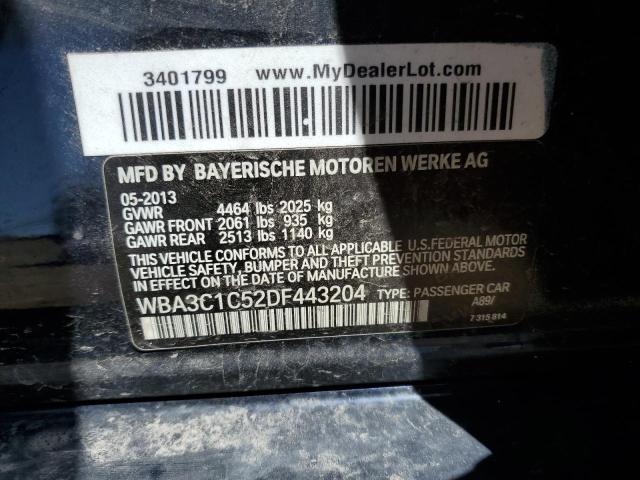 3401799 www.MyDealerLot.com
MFD BY BAYERISCHE MOTOREN WERKE AG
05-2013
GVWR 4464 lbs 2025 kg
GAWR FRONT 2061 lbs 935 kg
GAWR REAR 2513 lbs 1140 kg
THIS VEHICLE CONFORMS TO ALL APPLICABLE U.S.FEDERAL MOTOR
VEHICLE SAFETY, BUMPER AND THEFT PREVENTION STANDARDS
IN EFFECT ON THE DATE OF MANUFACTURE SHOWN ABOVE.
WBA3C1C52DF443204 TYPE: PASSENGER CAR
A89/
7 315 814